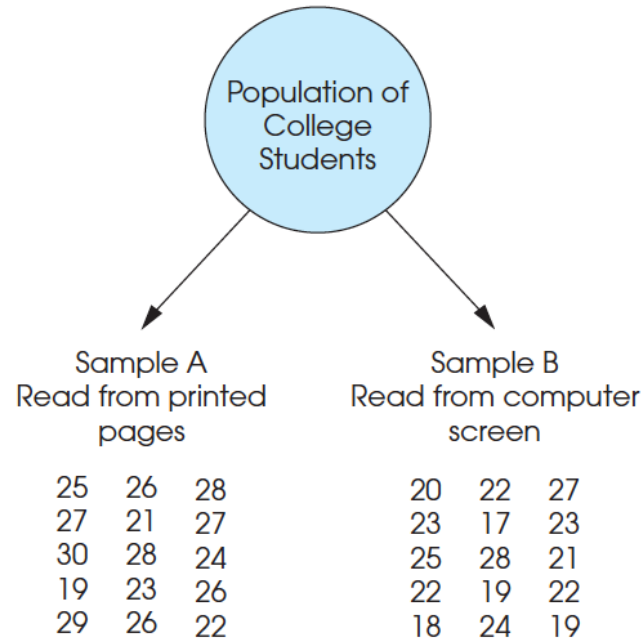 Population of
College
Students
Sample A
Read from printed
pages
25 26 28
27 21 27
30 28 24
19 23 26
29 26 22
Sample B
Read from computer
screen
20 22 27
23 17 23
25 28 21
22 19 22
18 24 19